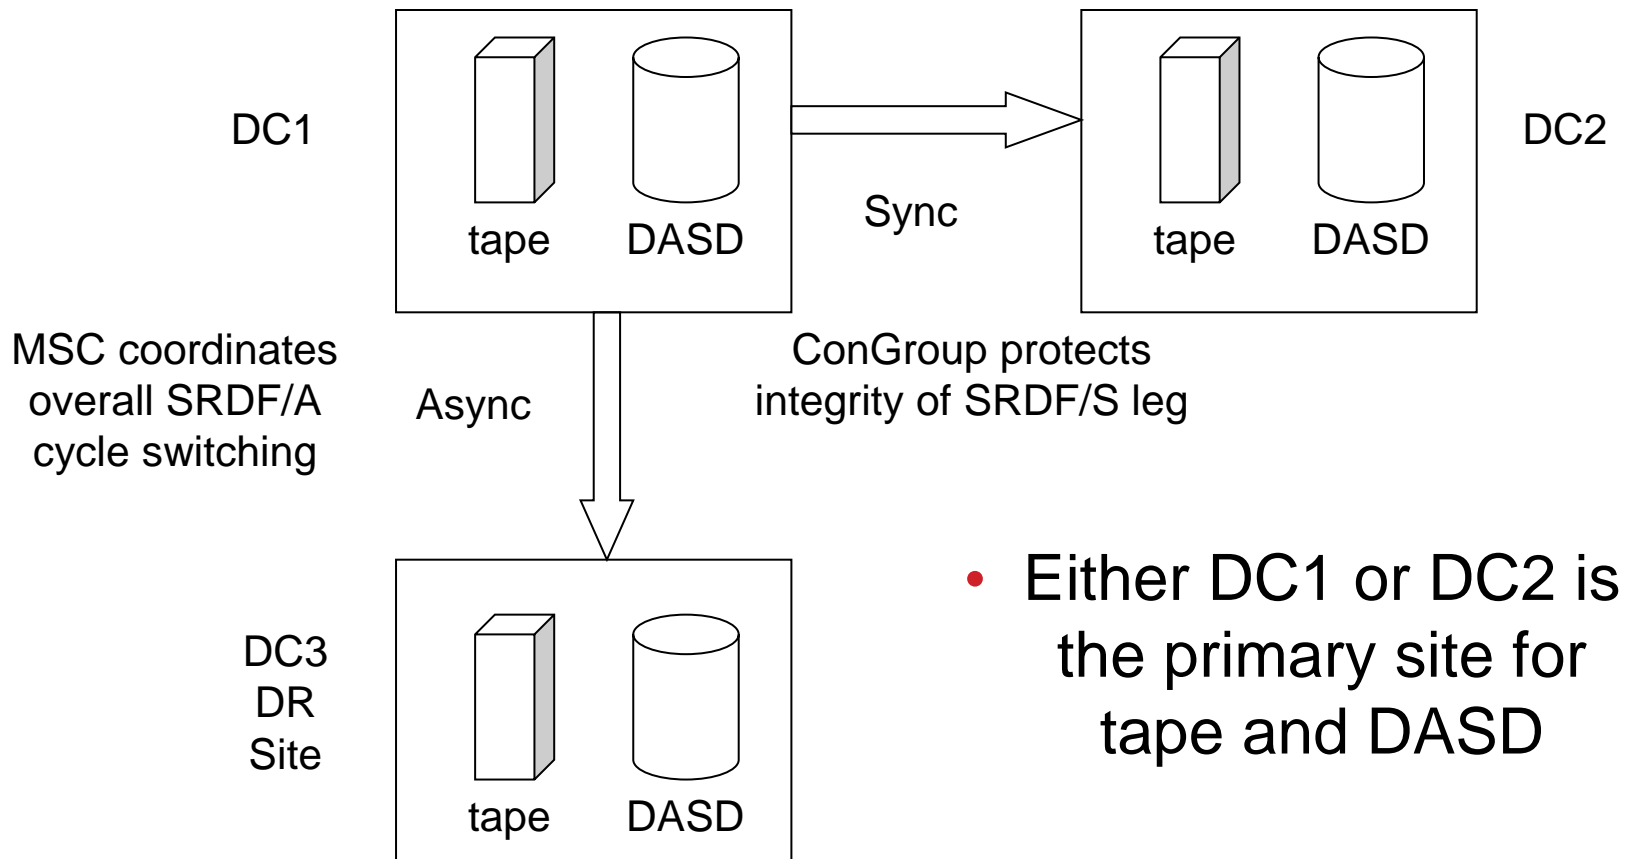 DC1
tape DASD
Sync
tape DASD
DC2
MSC coordinates
overall SRDF/A
cycle switching
Async
ConGroup protects
integrity of SRDF/S leg
DC3
DR
Site
tape DASD
• Either DC1 or DC2 is
the primary site for
tape and DASD